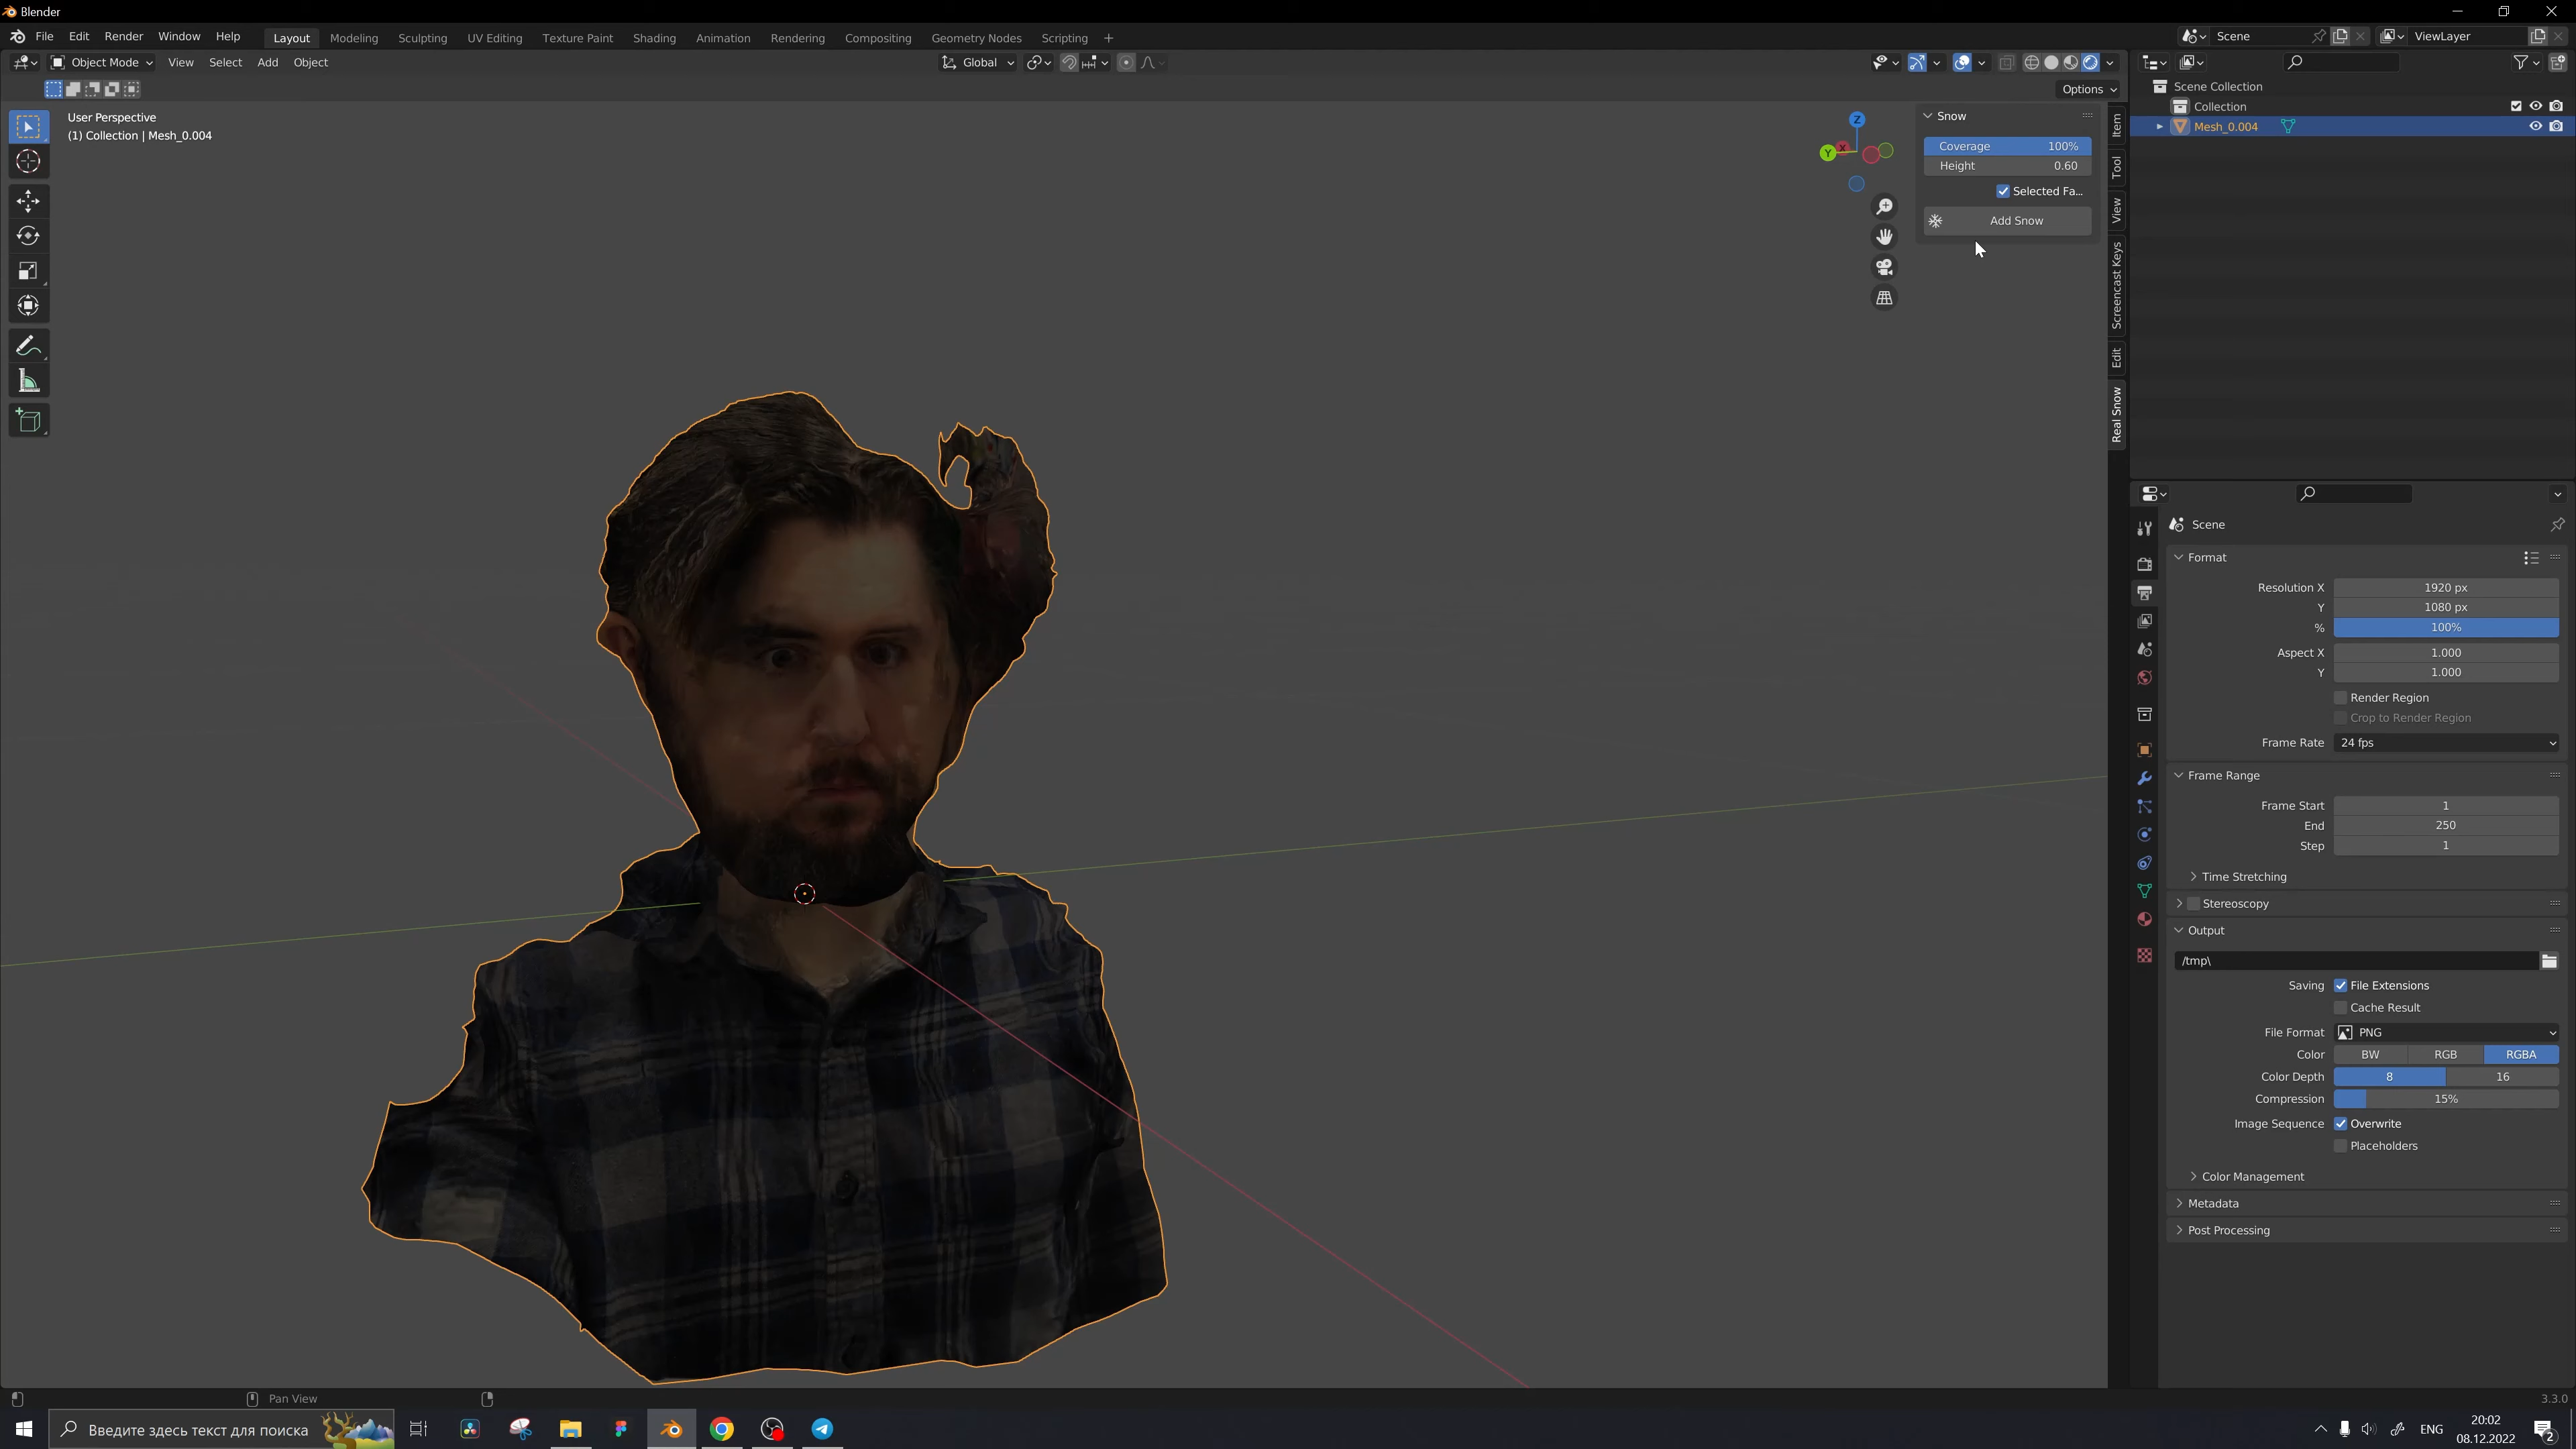 Blender
File Edit Render Window Help Layout Modeling Sculpting UV Editing Texture Paint Shading Animation Rendering Compositing Geometry Nodes Scripting + Scene ViewLayer
Object Mode View Select Add Object Global
Options
User Perspective
(1) Collection | Mesh_0.004
Z
Y
X
Snow
Coverage 100%
Height 0.60
Selected Fa...
Add Snow
Item
Tool
View
Screencast Keys
Edit
Real Snow
Scene Collection
Collection
Mesh_0.004
Scene
Format
Resolution X 1920 px
Y 1080 px
% 100%
Aspect X 1.000
Y 1.000
Render Region
Crop to Render Region
Frame Rate 24 fps
Frame Range
Frame Start 1
End 250
Step 1
Time Stretching
Stereoscopy
Output
/tmp\
Saving File Extensions
Cache Result
File Format PNG
Color BW RGB RGBA
Color Depth 8 16
Compression 15%
Image Sequence Overwrite
Placeholders
Color Management
Metadata
Post Processing
Pan View
3.3.0
Введите здесь текст для поиска
ENG
20:02
08.12.2022
2